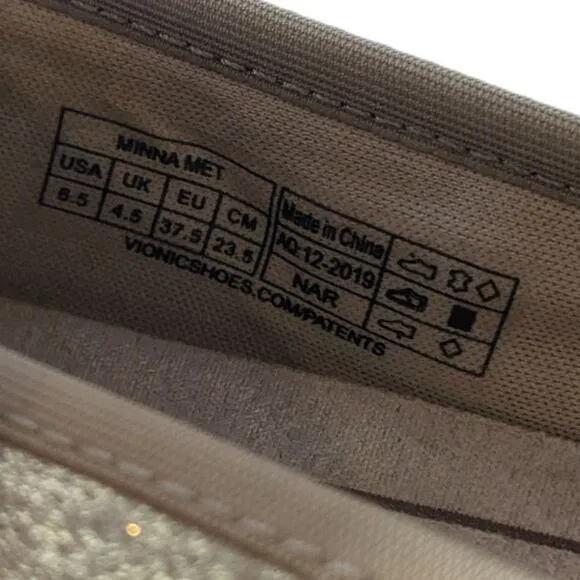 MINNA MET
USA UK EU CM
6.5 4.5 37.5 23.5
Made in China
AQ-12-2019
NAR
VIONICSHOES.COM/PATENTS